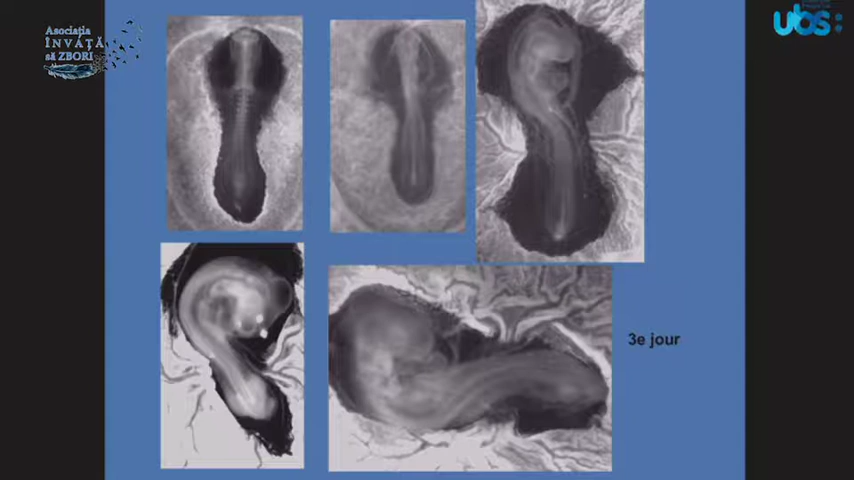 Asociația
ÎNVAȚĂ
să ZBORI
ubs:
3e jour